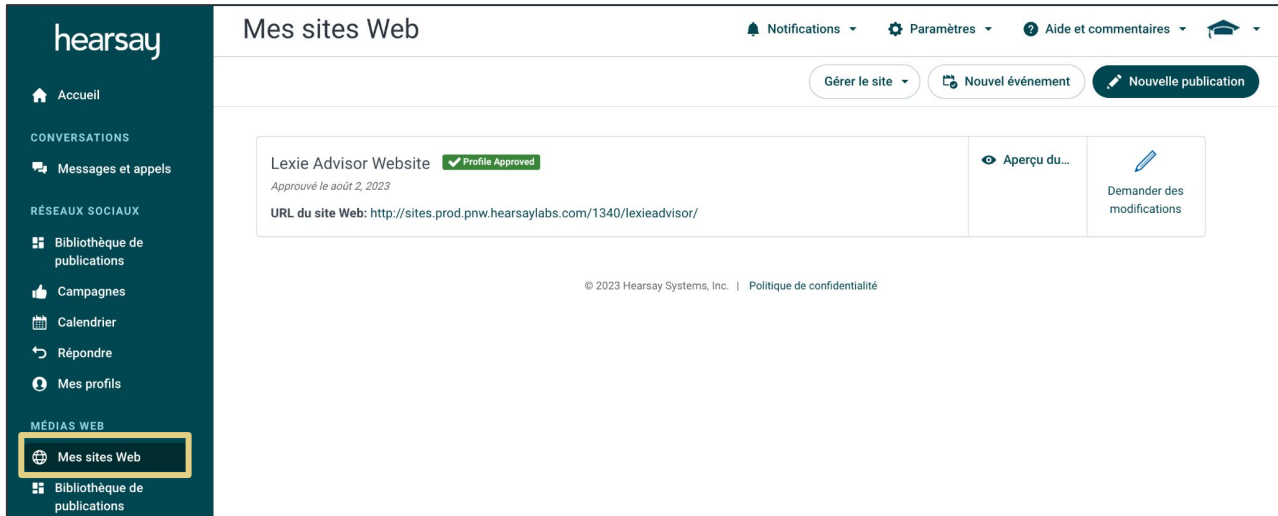 hearsay
Accueil
CONVERSATIONS
Messages et appels
RÉSEAUX SOCIAUX
Bibliothèque de
publications
Campagnes
Calendrier
Répondre
Mes profils
MÉDIAS WEB
Mes sites Web
Bibliothèque de
publications
Mes sites Web
Notifications
Paramètres
Aide et commentaires
Gérer le site
Nouvel événement
Nouvelle publication
Lexie Advisor Website
Profile Approved
Approuvé le août 2, 2023
URL du site Web: http://sites.prod.pnw.hearsaylabs.com/1340/lexieadvisor/
Aperçu du...
Demander des
modifications
© 2023 Hearsay Systems, Inc. | Politique de confidentialité